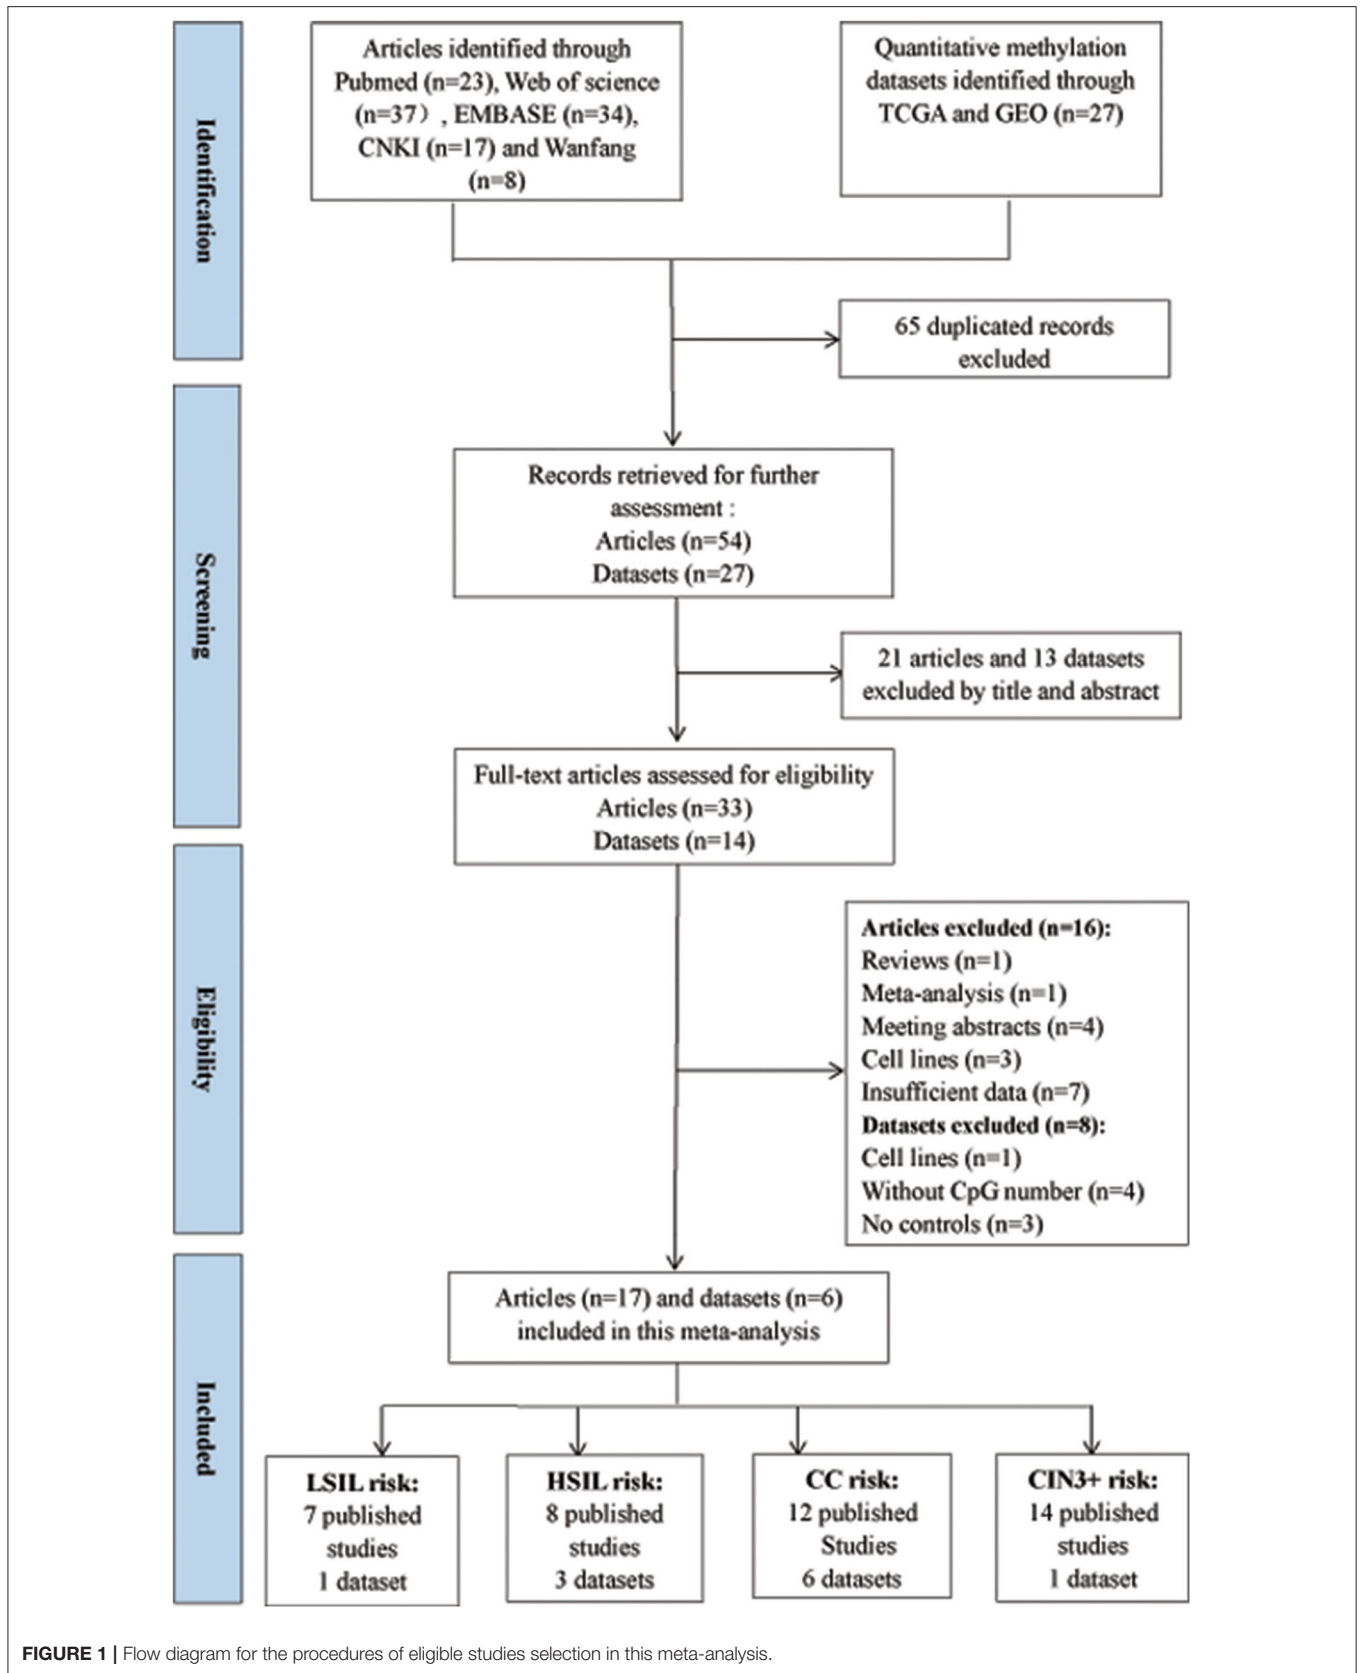 Identification
Articles identified through
Pubmed (n=23), Web of science
(n=37） , EMBASE (n=34),
CNKI (n=17) and Wanfang
(n=8)
Quantitative methylation
datasets identified through
TCGA and GEO (n=27)
65 duplicated records
excluded
Screening
Records retrieved for further
assessment :
Articles (n=54)
Datasets (n=27)
21 articles and 13 datasets
excluded by title and abstract
Full-text articles assessed for eligibility
Articles (n=33)
Datasets (n=14)
Eligibility
Articles excluded (n=16):
Reviews (n=1)
Meta-analysis (n=1)
Meeting abstracts (n=4)
Cell lines (n=3)
Insufficient data (n=7)
Datasets excluded (n=8):
Cell lines (n=1)
Without CpG number (n=4)
No controls (n=3)
Included
Articles (n=17) and datasets (n=6)
included in this meta-analysis
LSIL risk:
7 published
studies
1 dataset
HSIL risk:
8 published
studies
3 datasets
CC risk:
12 published
Studies
6 datasets
CIN3+ risk:
14 published
studies
1 dataset
FIGURE 1 | Flow diagram for the procedures of eligible studies selection in this meta-analysis.